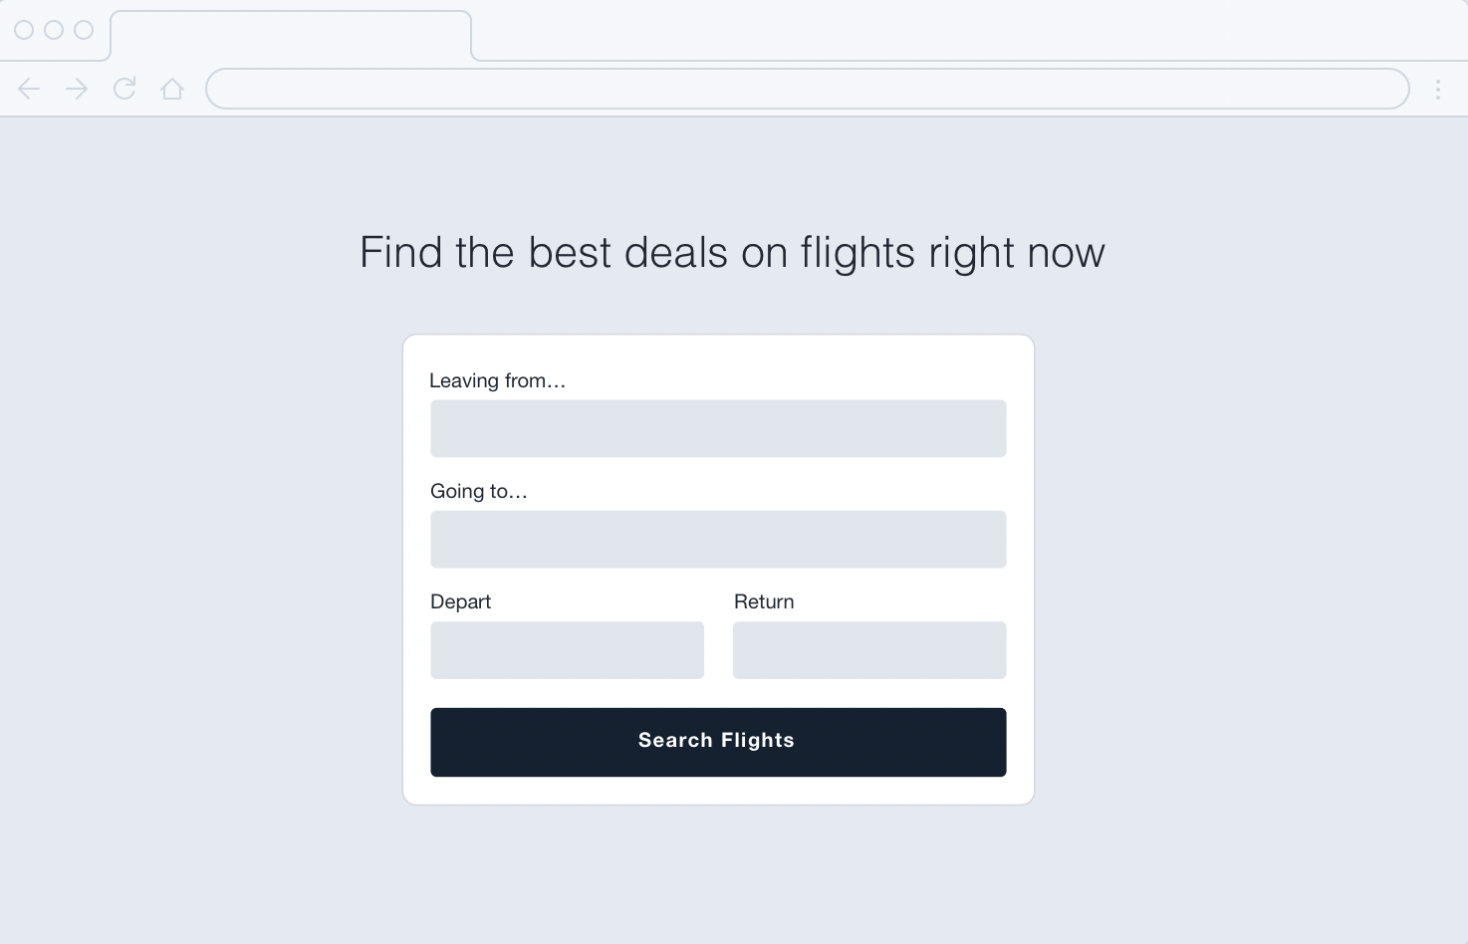 Find the best deals on flights right now
Leaving from…
Going to…
Depart
Return
Search Flights